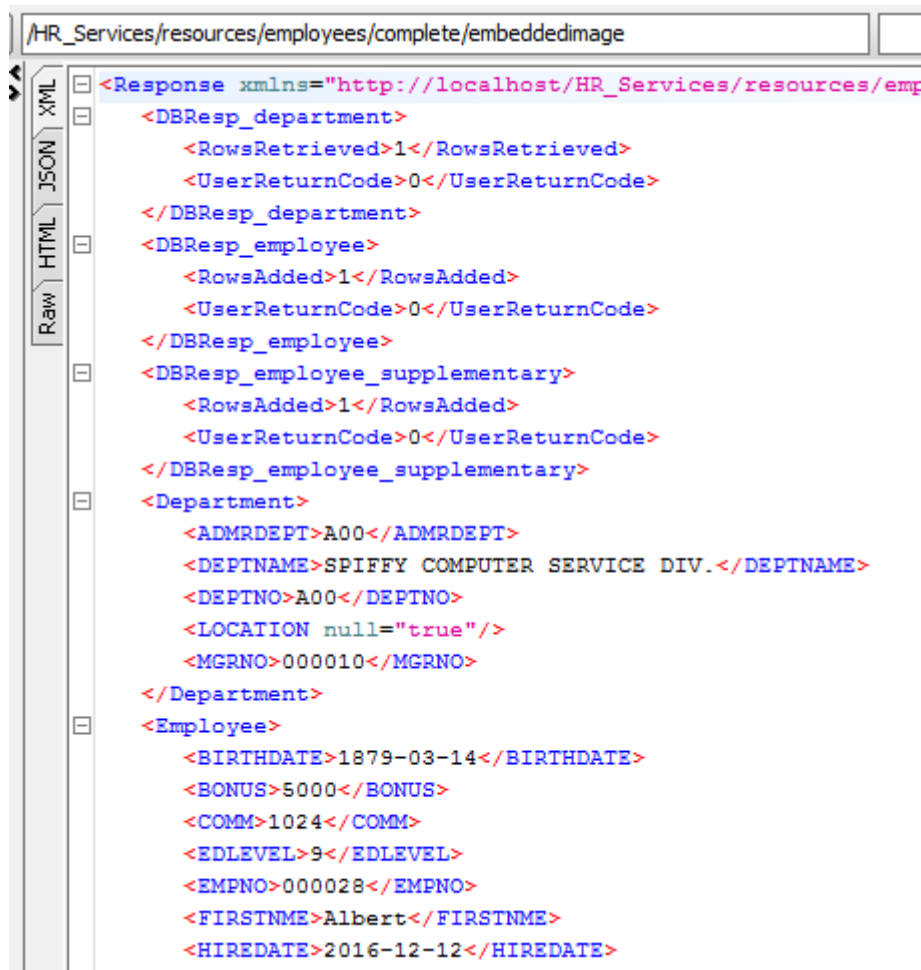 /HR_Services/resources/employees/complete/embeddedimage
XML
JSON
HTML
Raw
<Response xmlns="http://localhost/HR_Services/resources/emp
<DBResp_department>
<RowsRetrieved>1</RowsRetrieved>
<UserReturnCode>0</UserReturnCode>
</DBResp_department>
<DBResp_employee>
<RowsAdded>1</RowsAdded>
<UserReturnCode>0</UserReturnCode>
</DBResp_employee>
<DBResp_employee_supplementary>
<RowsAdded>1</RowsAdded>
<UserReturnCode>0</UserReturnCode>
</DBResp_employee_supplementary>
<Department>
<ADMRDEPT>A00</ADMRDEPT>
<DEPTNAME>SPIFFY COMPUTER SERVICE DIV.</DEPTNAME>
<DEPTNO>A00</DEPTNO>
<LOCATION null="true"/>
<MGRNO>000010</MGRNO>
</Department>
<Employee>
<BIRTHDATE>1879-03-14</BIRTHDATE>
<BONUS>5000</BONUS>
<COMM>1024</COMM>
<EDLEVEL>9</EDLEVEL>
<EMPNO>000028</EMPNO>
<FIRSTNME>Albert</FIRSTNME>
<HIREDATE>2016-12-12</HIREDATE>